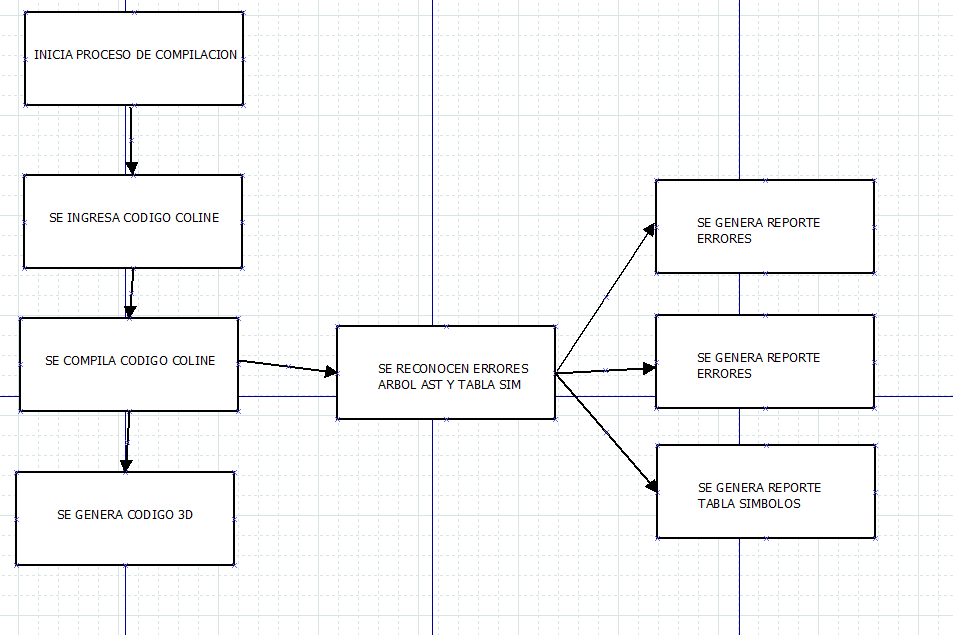 INICIA PROCESO DE COMPILACION
SE INGRESA CODIGO COLINE
SE COMPILA CODIGO COLINE
SE GENERA CODIGO 3D
SE RECONOCEN ERRORES
ARBOL AST Y TABLA SIM
SE GENERA REPORTE
ERRORES
SE GENERA REPORTE
ERRORES
SE GENERA REPORTE
TABLA SIMBOLOS